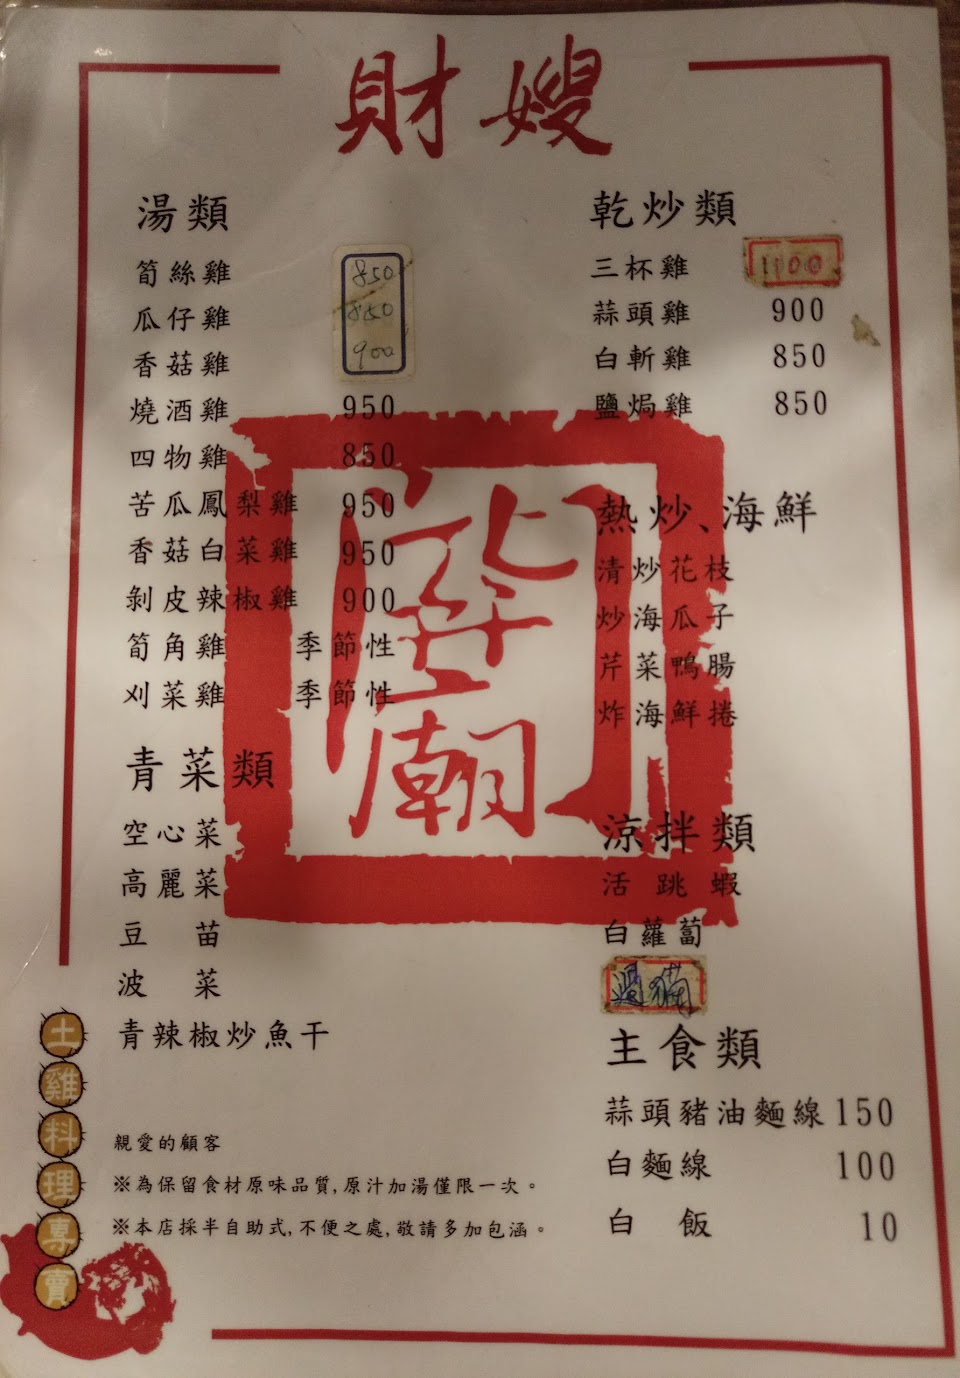 財嫂
湯類
筍絲雞 850
瓜仔雞 850
香菇雞 900
燒酒雞 950
四物雞 850
苦瓜鳳梨雞 950
香菇白菜雞 950
剝皮辣椒雞 900
筍角雞 季節性
刈菜雞 季節性
青菜類
空心菜
高麗菜
豆苗
波菜
青辣椒炒魚干
乾炒類
三杯雞 1100
蒜頭雞 900
白斬雞 850
鹽焗雞 850
熱炒、海鮮
清炒花枝
炒海瓜子
芹菜鴨腸
炸海鮮捲
涼拌類
活跳蝦
白蘿蔔
過貓
主食類
蒜頭豬油麵線 150
白麵線 100
白飯 10
親愛的顧客
※為保留食材原味品質,原汁加湯僅限一次。
※本店採半自助式,不便之處,敬請多加包涵。
土雞料理專賣